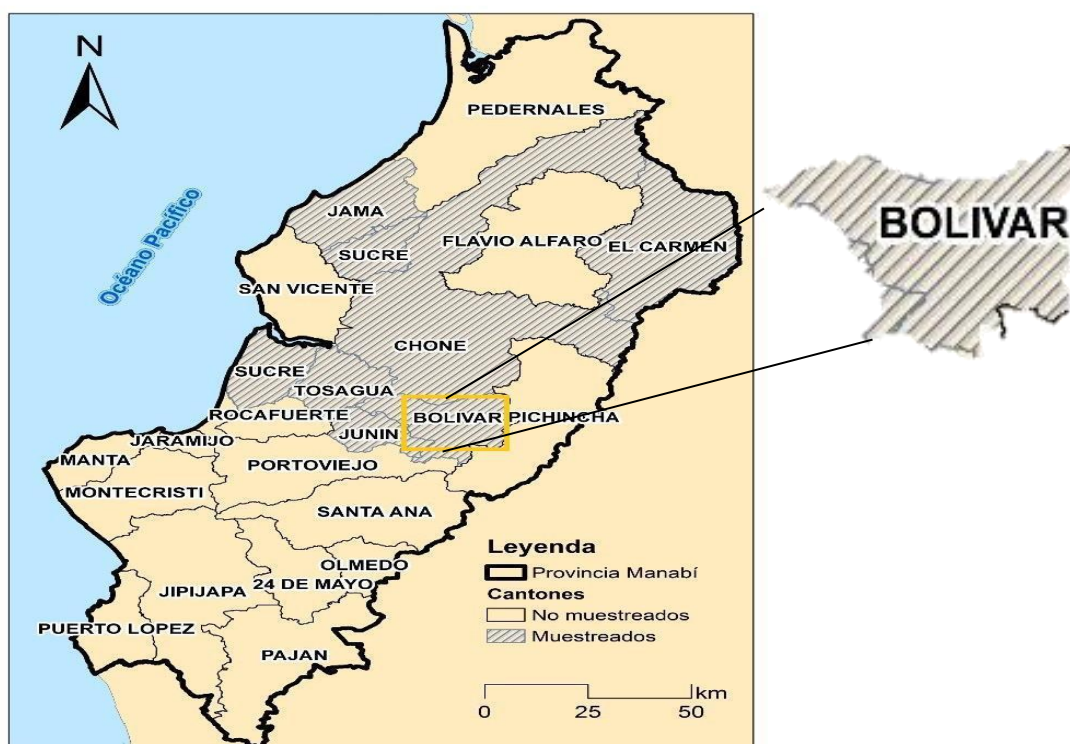 N
PEDERNALES
JAMA
FLAVIO ALFARO
EL CARMEN
SUCRE
SAN VICENTE
Océano Pacífico
CHONE
SUCRE
TOSAGUA
ROCAFUERTE
BOLIVAR
PICHINCHA
JARAMIJO
JUNIN
MANTA
PORTOVIEJO
MONTECRISTI
SANTA ANA
OLMEDO
24 DE MAYO
JIPIJAPA
PUERTO LOPEZ
PAJAN
Leyenda
Provincia Manabí
Cantones
No muestreados
Muestreados
km
0 25 50
BOLIVAR